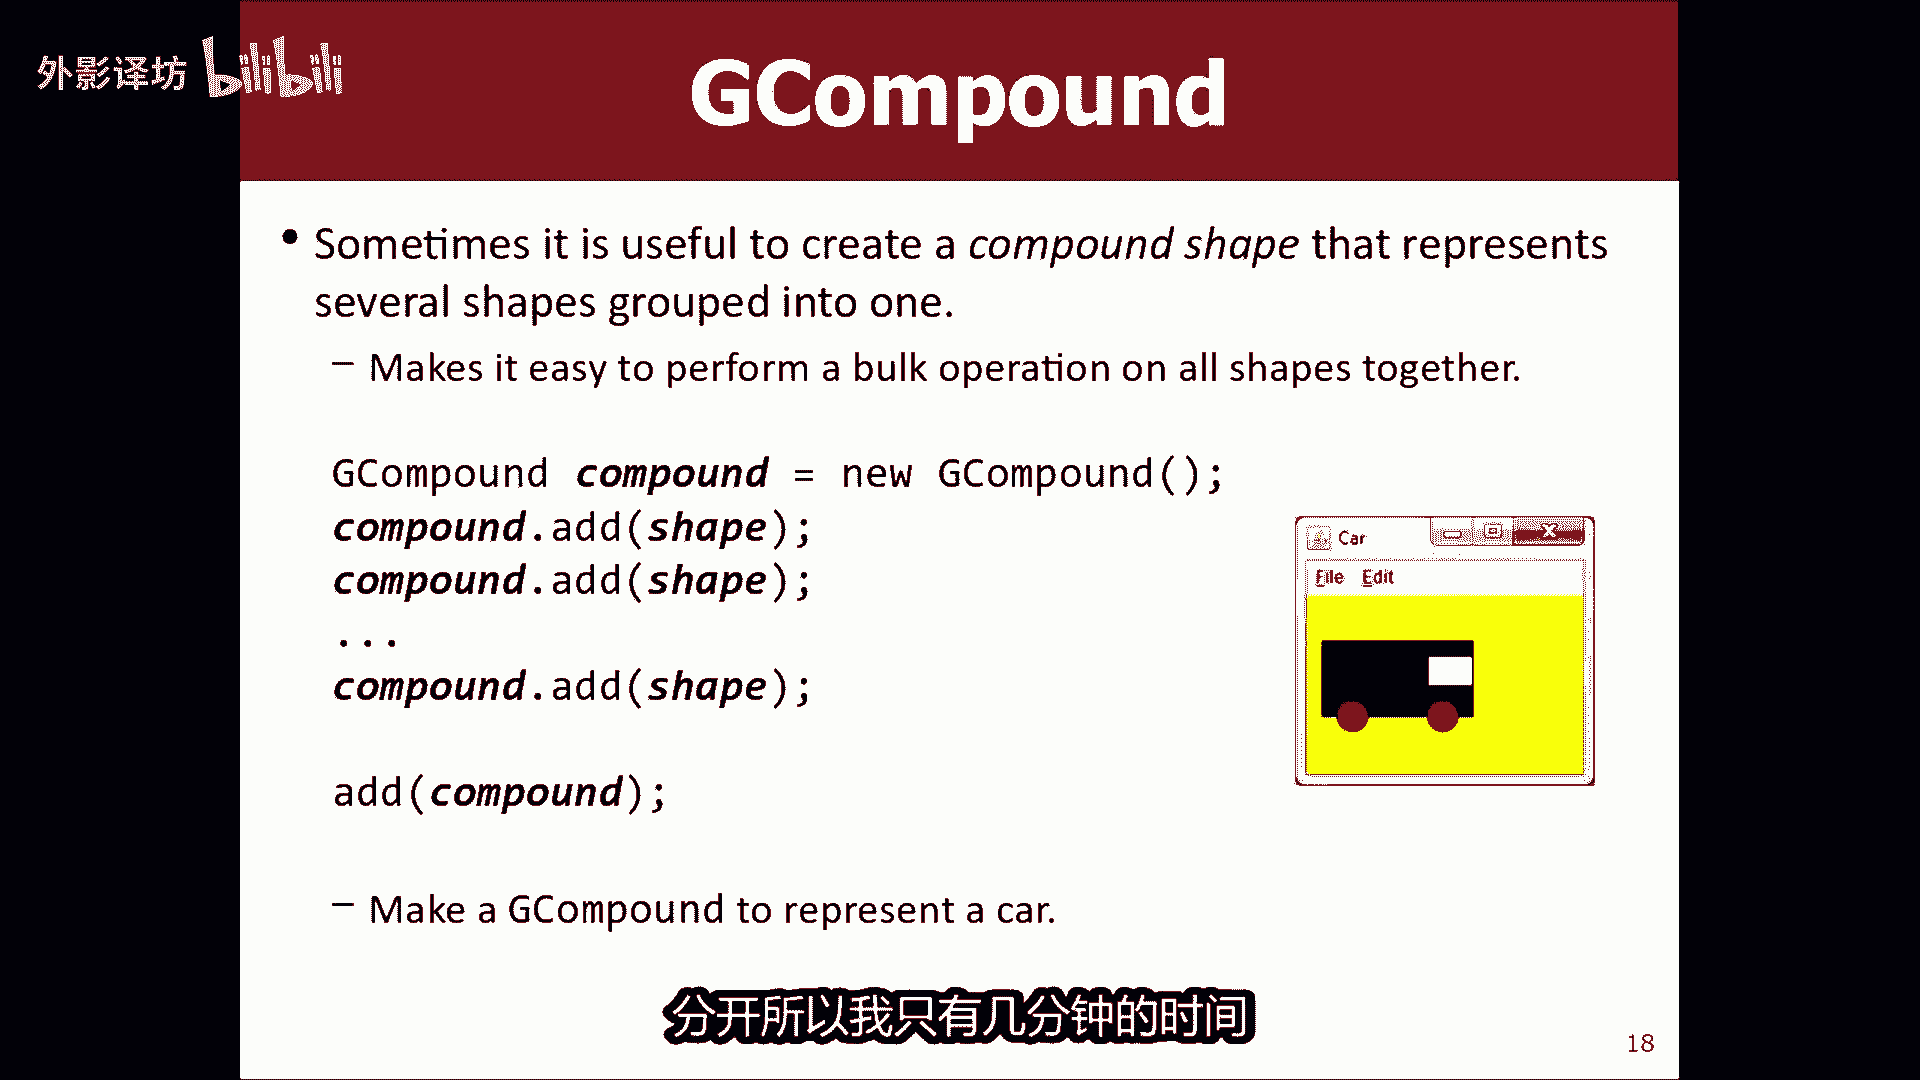 外影译坊 bilibili
GCompound
• Sometimes it is useful to create a compound shape that represents
several shapes grouped into one.
– Makes it easy to perform a bulk operation on all shapes together.
GCompound compound = new GCompound();
compound.add(shape);
compound.add(shape);
...
compound.add(shape);
add(compound);
Car
File Edit
– Make a GCompound to represent a car.
分开所以我只有几分钟的时间
18